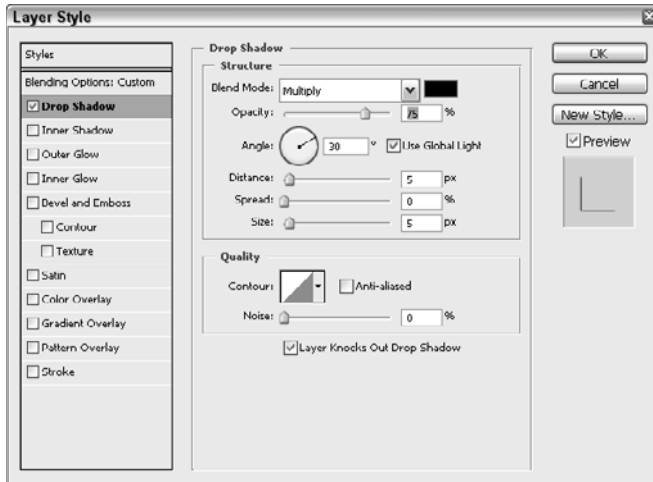 Layer Style
Styles
Blending Options: Custom
Drop Shadow
Inner Shadow
Outer Glow
Inner Glow
Bevel and Emboss
Contour
Texture
Satin
Color Overlay
Gradient Overlay
Pattern Overlay
Stroke
Drop Shadow
Structure
Blend Mode: Multiply
Opacity: 75 %
Angle: 30 ° Use Global Light
Distance: 5 px
Spread: 0 %
Size: 5 px
Quality
Contour: Anti-aliased
Noise: 0 %
Layer Knocks Out Drop Shadow
OK
Cancel
New Style...
Preview